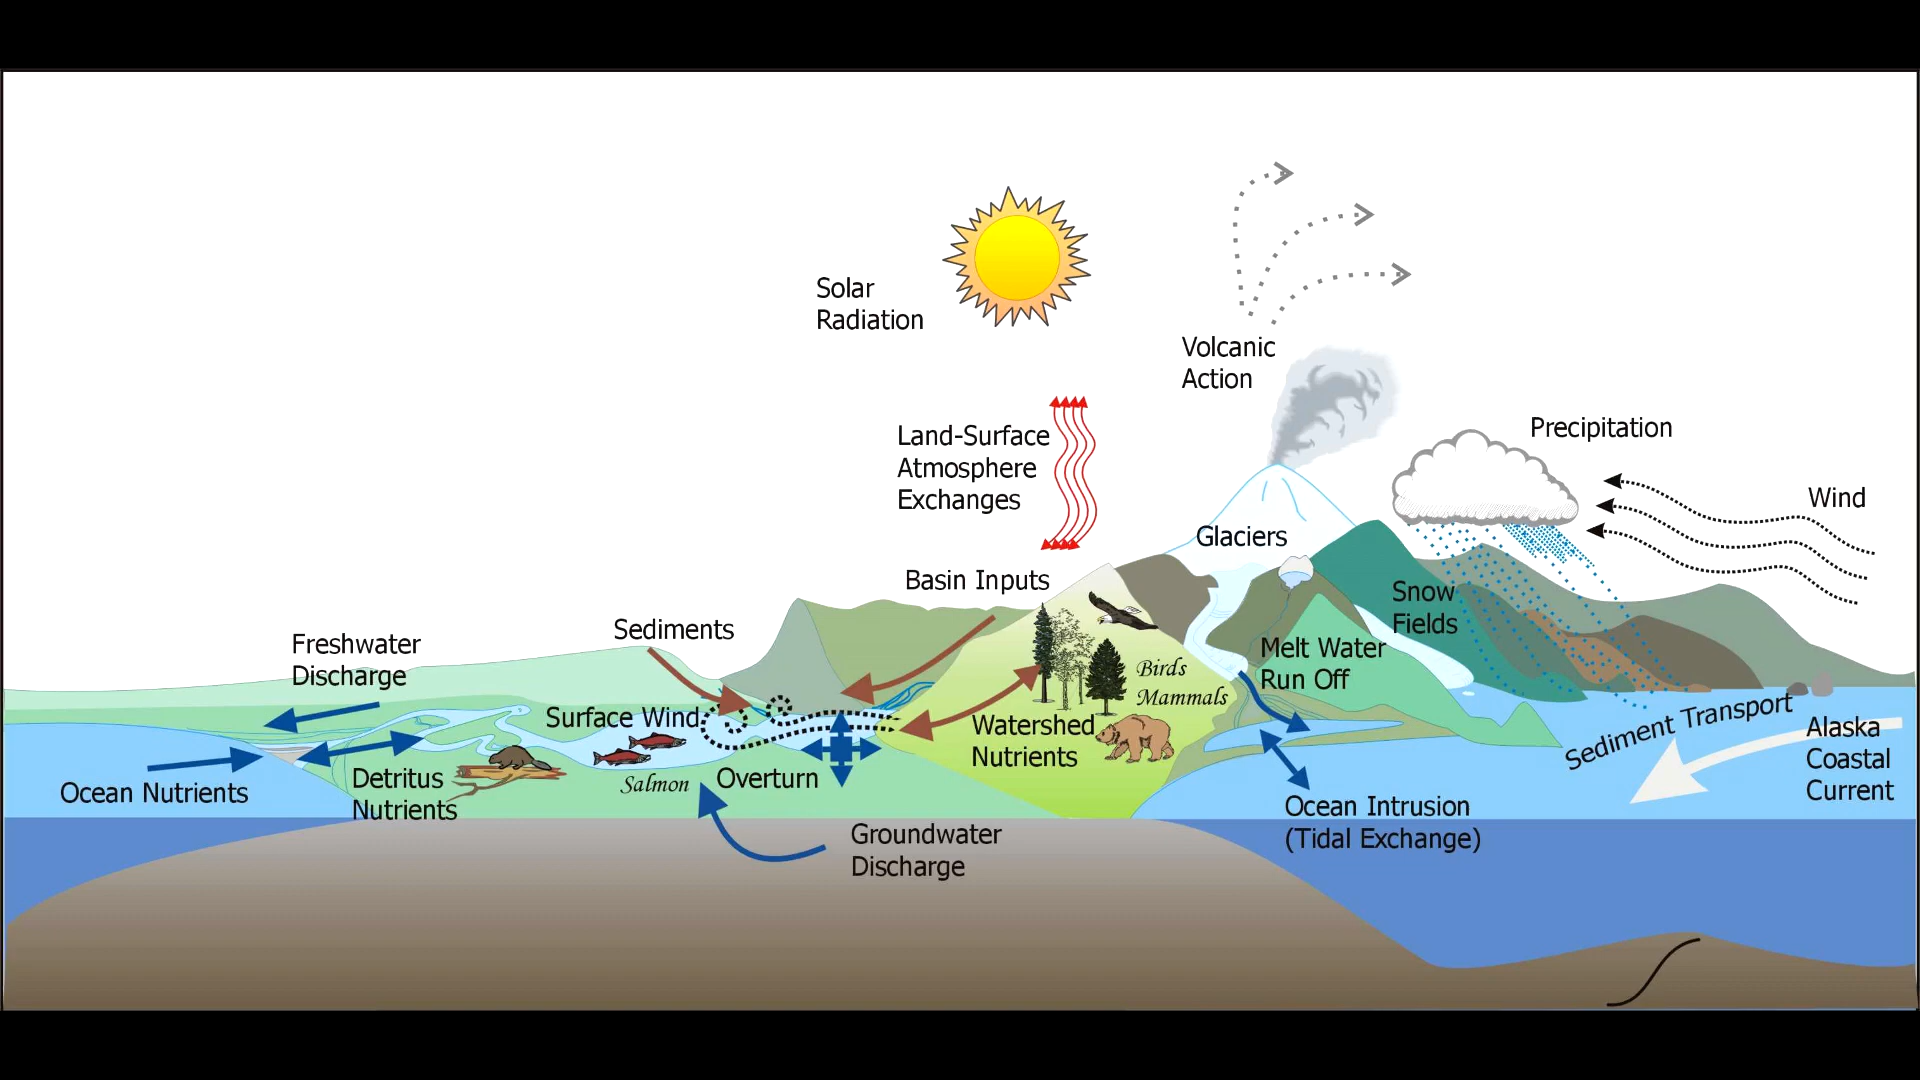 Solar
Radiation
Volcanic
Action
Land-Surface
Atmosphere
Exchanges
Precipitation
Wind
Glaciers
Basin Inputs
Snow
Fields
Sediments
Freshwater
Discharge
Melt Water
Run Off
Birds
Mammals
Surface Wind
Watershed
Nutrients
Sediment Transport
Alaska
Coastal
Current
Ocean Nutrients
Detritus
Nutrients
Salmon
Overturn
Ocean Intrusion
(Tidal Exchange)
Groundwater
Discharge